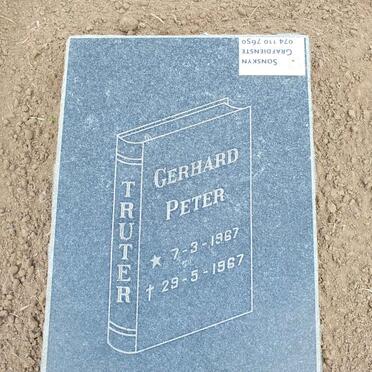 SONSKYN
GRAFDIENSTE
074 110 7650
TRUTER
GERHARD
PETER
★ 7-3-1967
† 29-5-1967